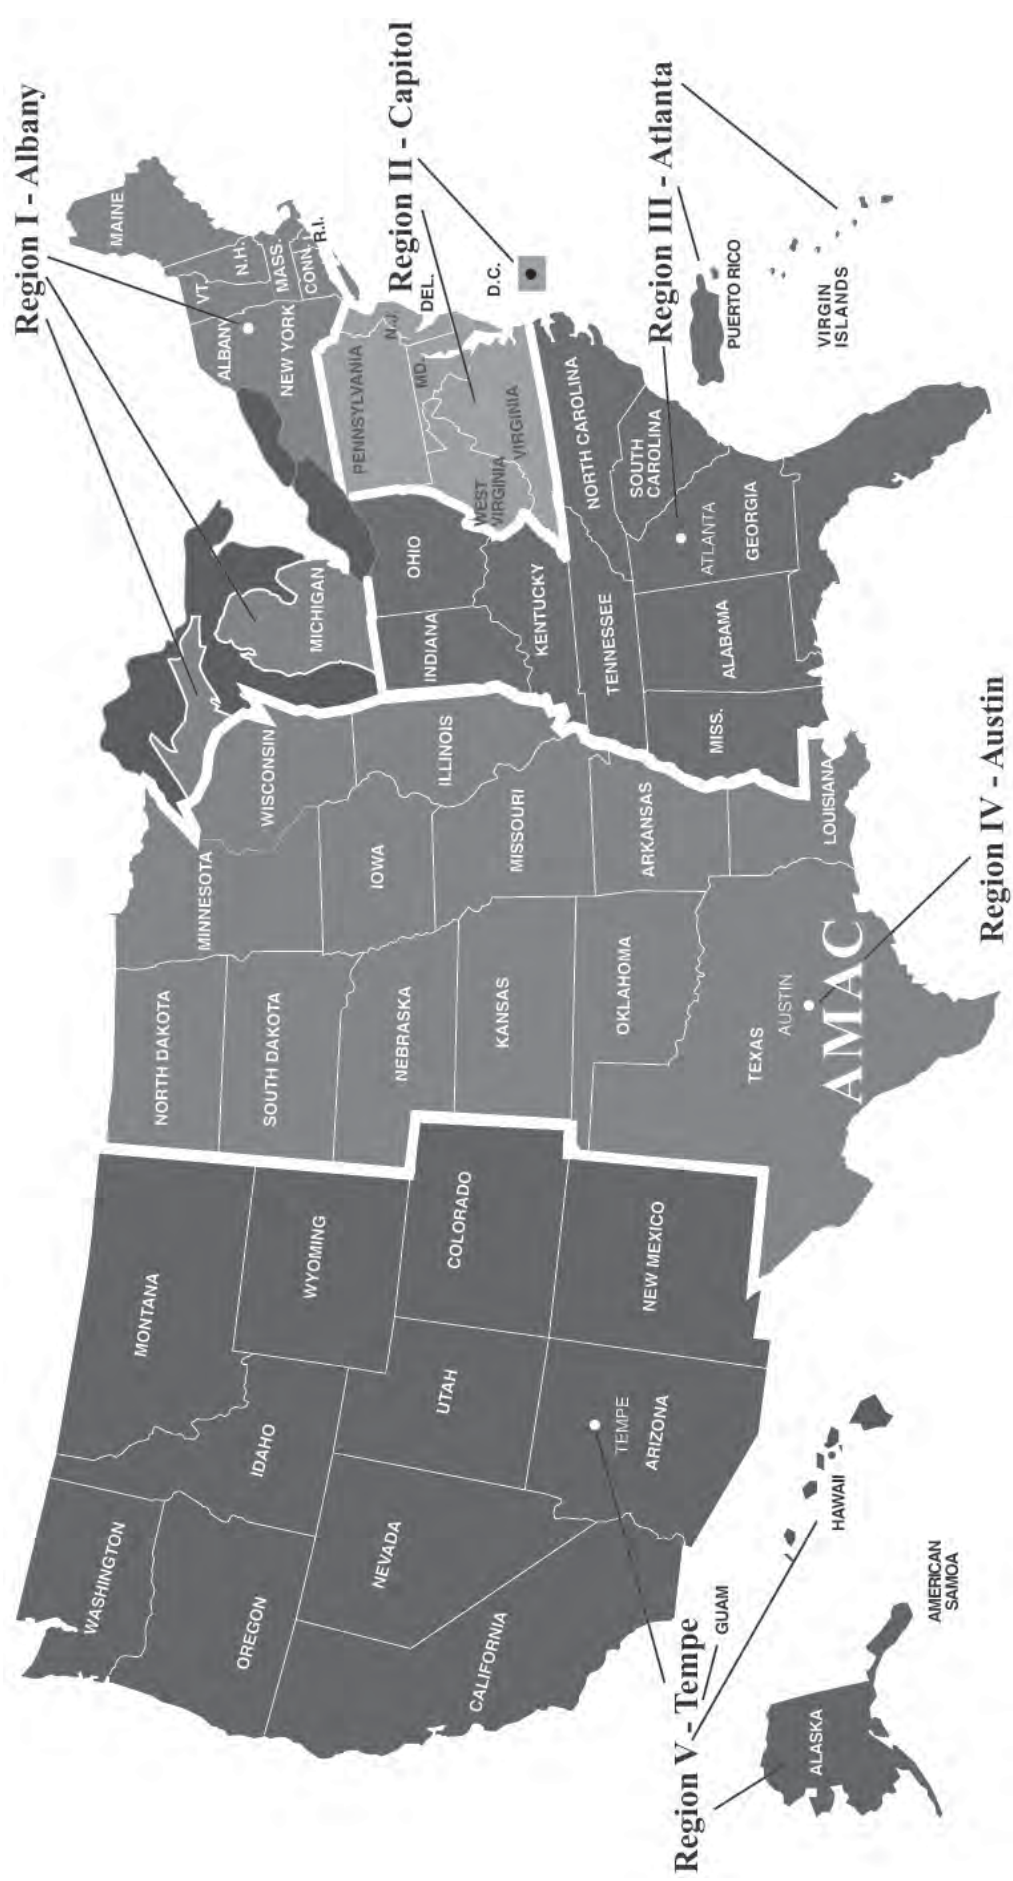 Region I - Albany
MAINE
VT.
N.H.
MASS.
CONN.
R.I.
ALBANY
NEW YORK
Region II - Capitol
PENNSYLVANIA
N.J.
DEL.
MD.
D.C.
WEST
VIRGINIA
VIRGINIA
Region III - Atlanta
PUERTO RICO
VIRGIN
ISLANDS
OHIO
INDIANA
KENTUCKY
TENNESSEE
NORTH CAROLINA
SOUTH
CAROLINA
ATLANTA
GEORGIA
ALABAMA
MISS.
MICHIGAN
WISCONSIN
ILLINOIS
MINNESOTA
IOWA
MISSOURI
ARKANSAS
LOUISIANA
NORTH DAKOTA
SOUTH DAKOTA
NEBRASKA
KANSAS
OKLAHOMA
TEXAS
AUSTIN
AMAC
Region IV - Austin
MONTANA
WYOMING
COLORADO
NEW MEXICO
IDAHO
UTAH
TEMPE
ARIZONA
WASHINGTON
OREGON
NEVADA
CALIFORNIA
Region V - Tempe
GUAM
HAWAII
ALASKA
AMERICAN
SAMOA